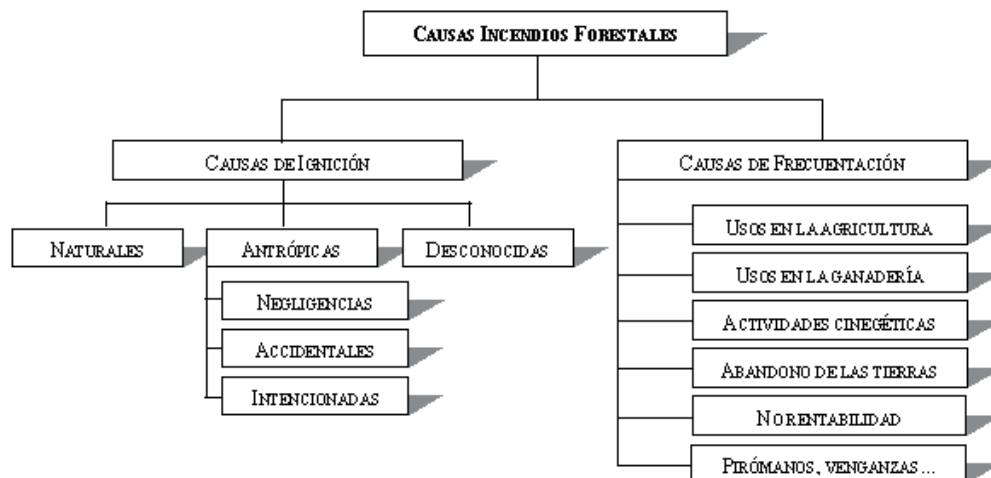 CAUSAS INCENDIOS FORESTALES
CAUSAS DE IGNICIÓN
NATURALES
ANTRÓPICAS
DESCONOCIDAS
NEGLIGENCIAS
ACCIDENTALES
INTENCIONADAS
CAUSAS DE FRECUENTACIÓN
USOS EN LA AGRICULTURA
USOS EN LA GANADERÍA
ACTIVIDADES CINEGÉTICAS
ABANDONO DE LAS TIERRAS
NO RENTABILIDAD
PIRÓMANOS, VENGANZAS...